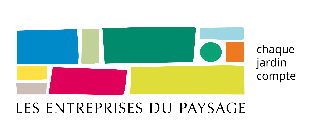 chaque
jardin
compte
LES ENTREPRISES DU PAYSAGE